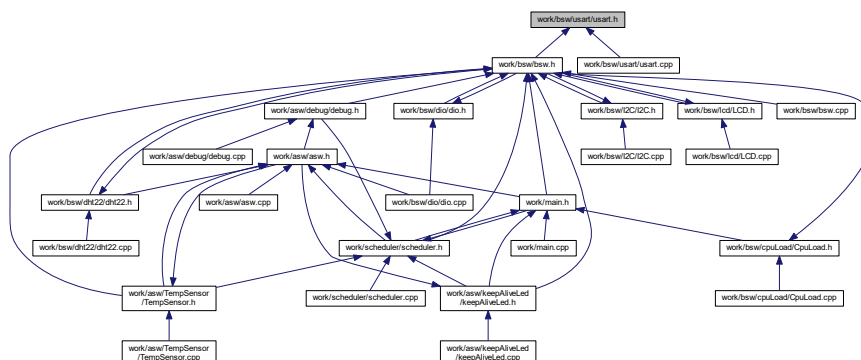 work/bsw/usart/usart.h
work/bsw/bsw.h
work/bsw/usart/usart.cpp
work/asw/debug/debug.h
work/bsw/dio/dio.h
work/bsw/I2C/I2C.h
work/bsw/lcd/LCD.h
work/bsw/bsw.cpp
work/asw/debug/debug.cpp
work/asw/asw.h
work/bsw/I2C/I2C.cpp
work/bsw/lcd/LCD.cpp
work/bsw/dht22/dht22.h
work/asw/asw.cpp
work/bsw/dio/dio.cpp
work/main.h
work/bsw/dht22/dht22.cpp
work/scheduler/scheduler.h
work/main.cpp
work/bsw/cpuLoad/CpuLoad.h
work/asw/TempSensor
/TempSensor.h
work/scheduler/scheduler.cpp
work/asw/keepAliveLed
/keepAliveLed.h
work/bsw/cpuLoad/CpuLoad.cpp
work/asw/TempSensor
/TempSensor.cpp
work/asw/keepAliveLed
/keepAliveLed.cpp